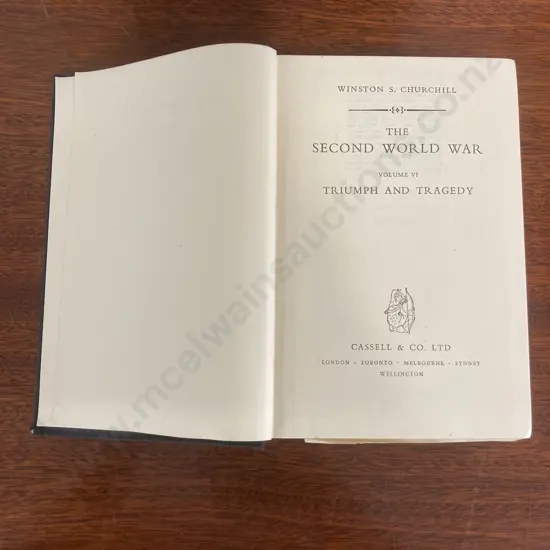 WINSTON S. CHURCHILL
THE
SECOND WORLD WAR
VOLUME VI
TRIUMPH AND TRAGEDY
CASSELL & CO. LTD
LONDON · TORONTO · MELBOURNE · SYDNEY
WELLINGTON
www.mcelwainsauctions.co.nz